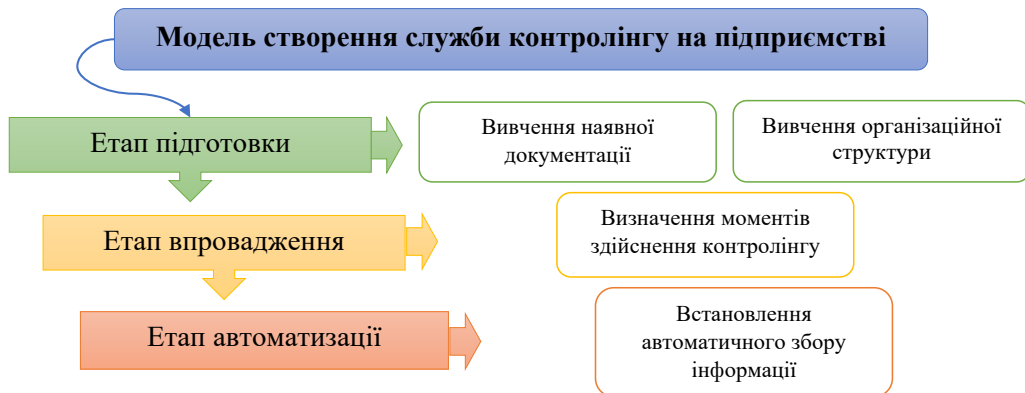 Модель створення служби контролінгу на підприємстві
Етап підготовки
Вивчення наявної
документації
Вивчення організаційної
структури
Етап впровадження
Визначення моментів
здійснення контролінгу
Етап автоматизації
Встановлення
автоматичного збору
інформації